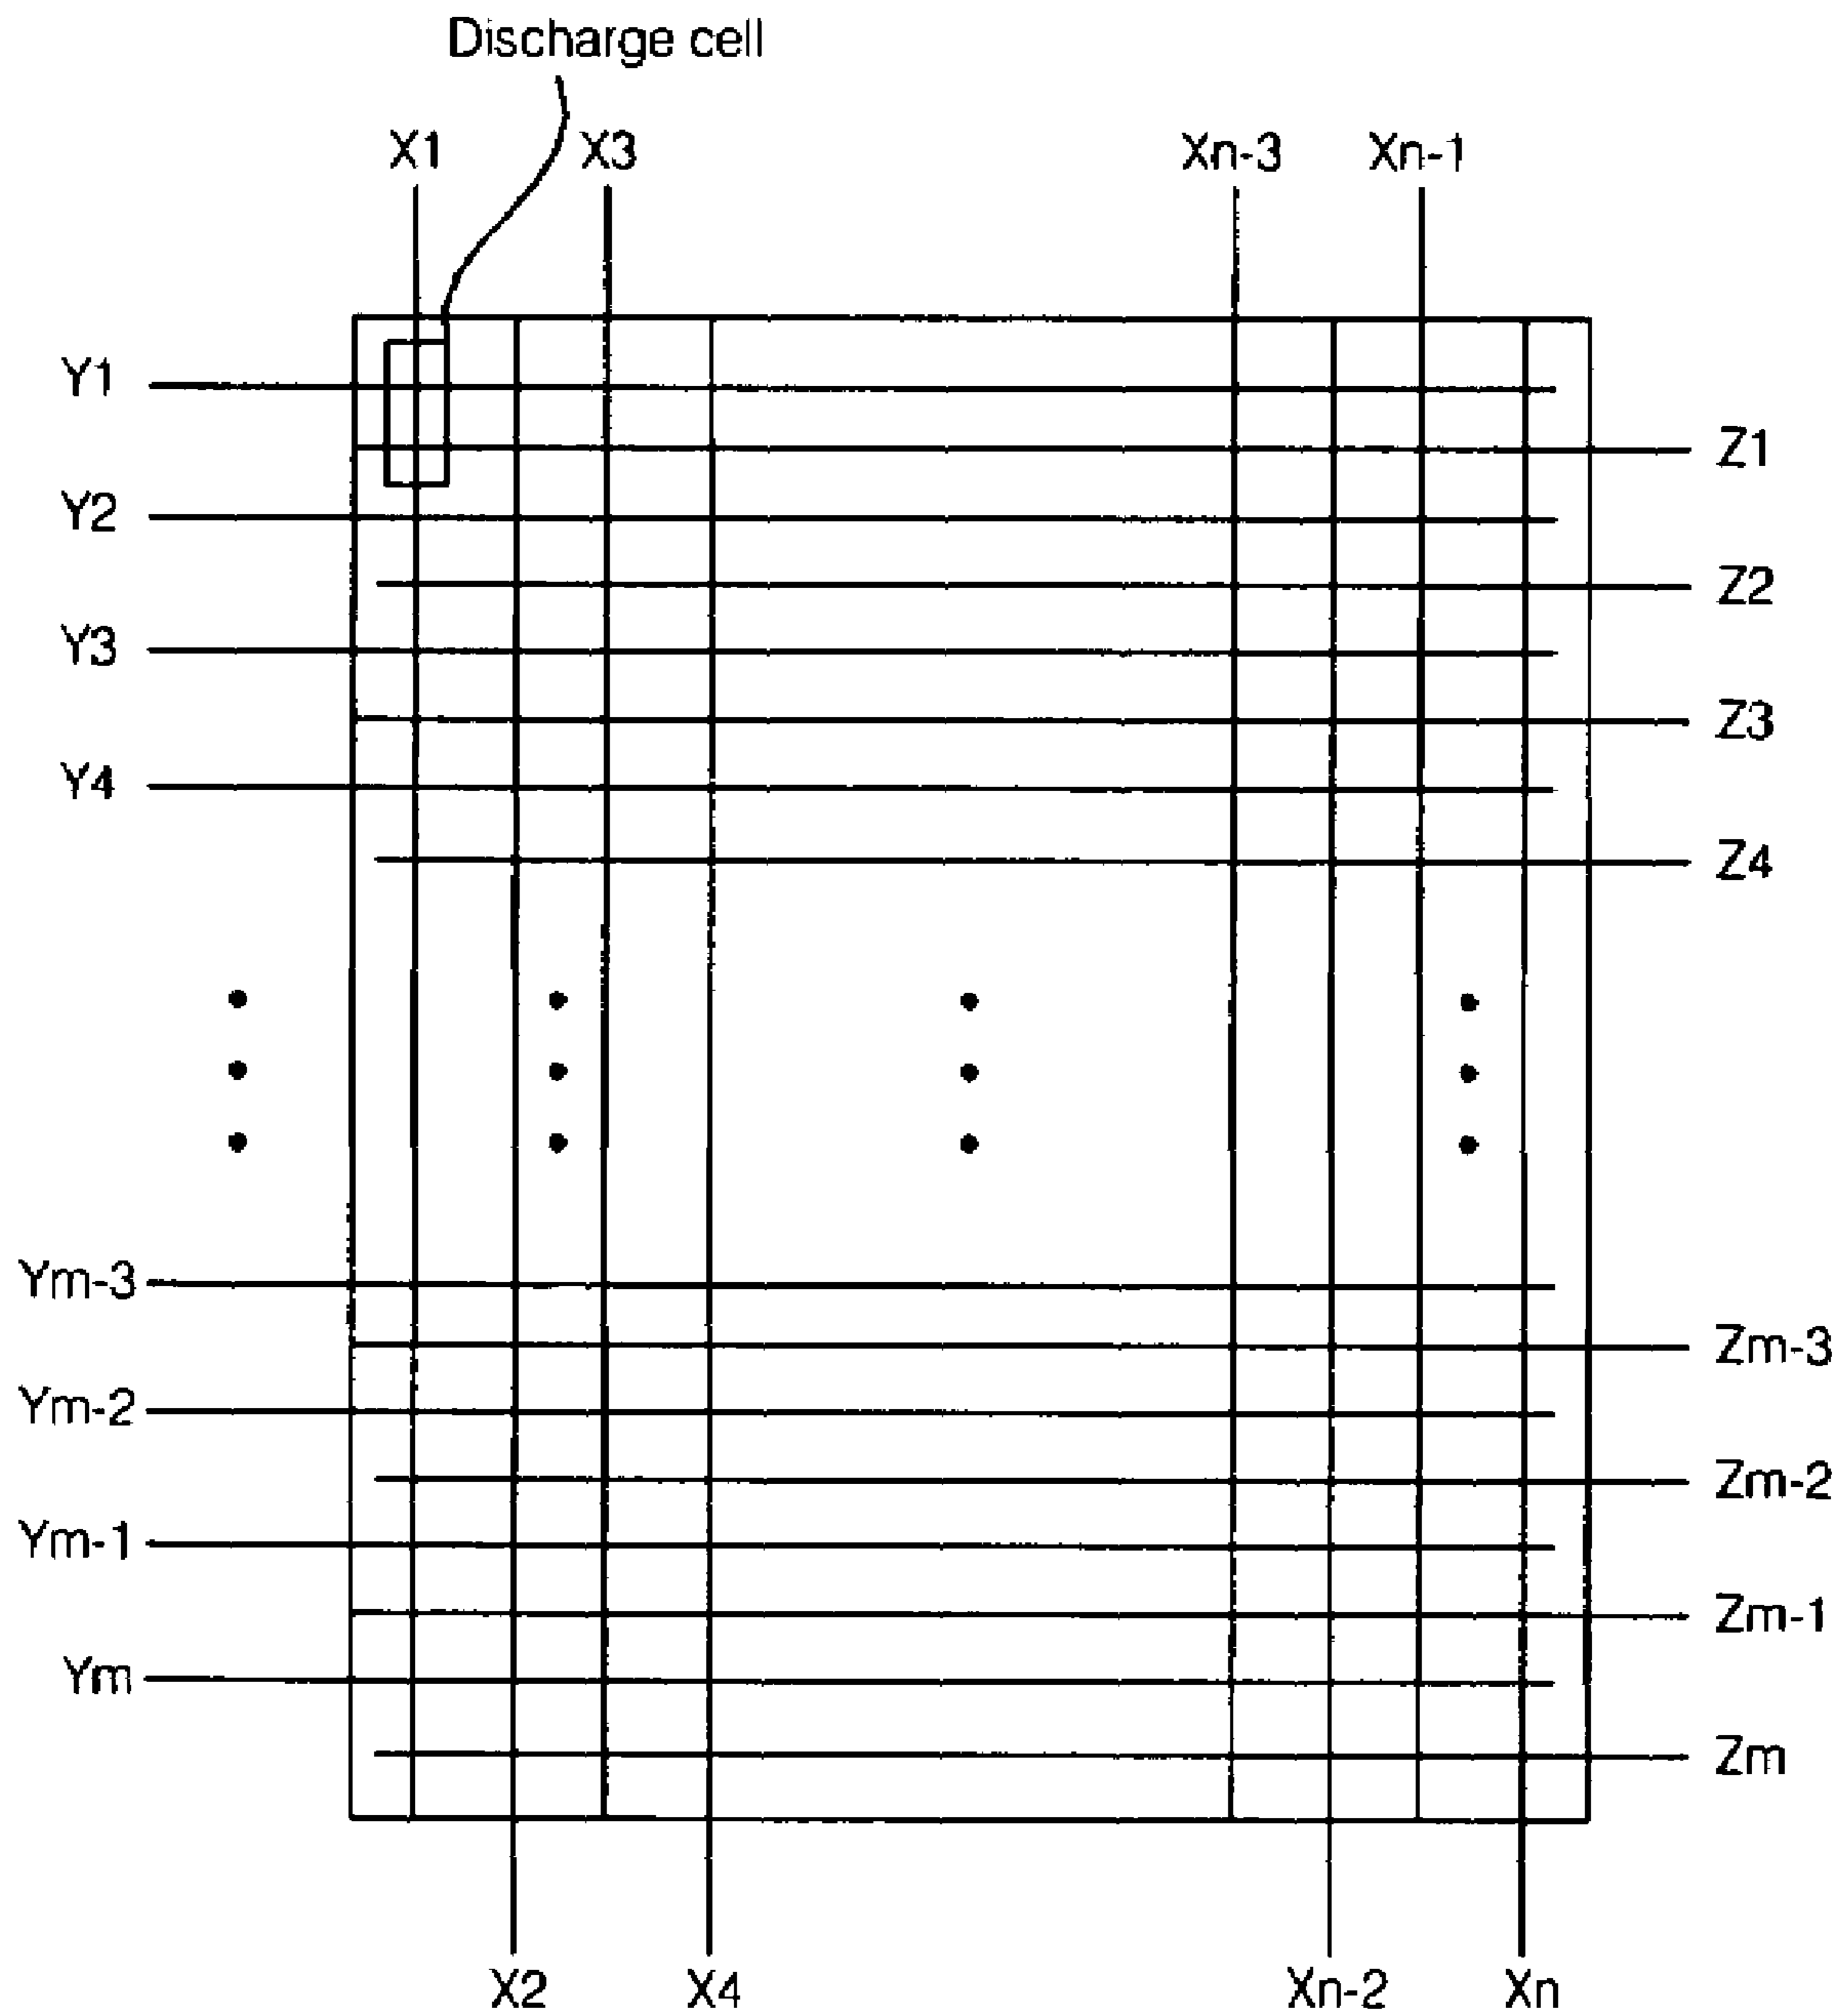 Discharge cell
X1 X3 Xn-3 Xn-1
Y1
Z1
Y2
Z2
Y3
Z3
Y4
Z4
Ym-3
Zm-3
Ym-2
Zm-2
Ym-1
Zm-1
Ym
Zm
X2 X4 Xn-2 Xn